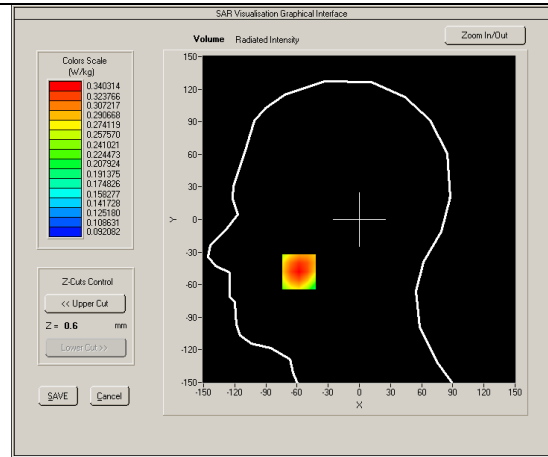 SAR Visualisation Graphical Interface
Volume Radiated Intensity
Zoom In/Out
Colors Scale
(W/kg)
0.340314
0.323766
0.307217
0.290668
0.274119
0.257570
0.241021
0.224473
0.207924
0.191375
0.174826
0.158277
0.141728
0.125180
0.108631
0.092082
Z-Cuts Control
<< Upper Cut
Z = 0.6 mm
Lower Cut >>
SAVE
Cancel
150
120
90
60
30
0
-30
-60
-90
-120
-150
Y
-150 -120 -90 -60 -30 0 30 60 90 120 150
X